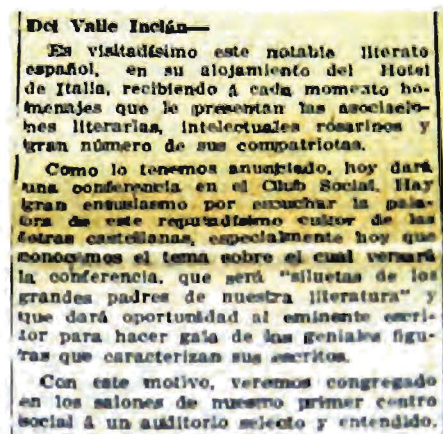 Del Valle Inclán—
Es visitadísimo este notable literato
español, en su alojamiento del Hotel
de Italia, recibiendo á cada momento ho-
menajes que le presentan las asociacio-
nes literarias, intelectuales rosarinos y
gran número de sus compatriotas.
Como lo tenemos anunciado, hoy dará
una conferencia en el Club Social. Hay
gran entusiasmo por escuchar la pala-
bra de este reputadísimo cultor de las
letras castellanas, especialmente hoy que
conocemos el tema sobre el cual versará
la conferencia, que será "siluetas de los
grandes padres de nuestra literatura" y
que dará oportunidad al eminente escri-
tor para hacer gala de las geniales figu-
ras que caracterizan sus escritos.
Con este motivo, veremos congregado
en los salones de nuestro primer centro
social á un auditorio selecto y entendido.